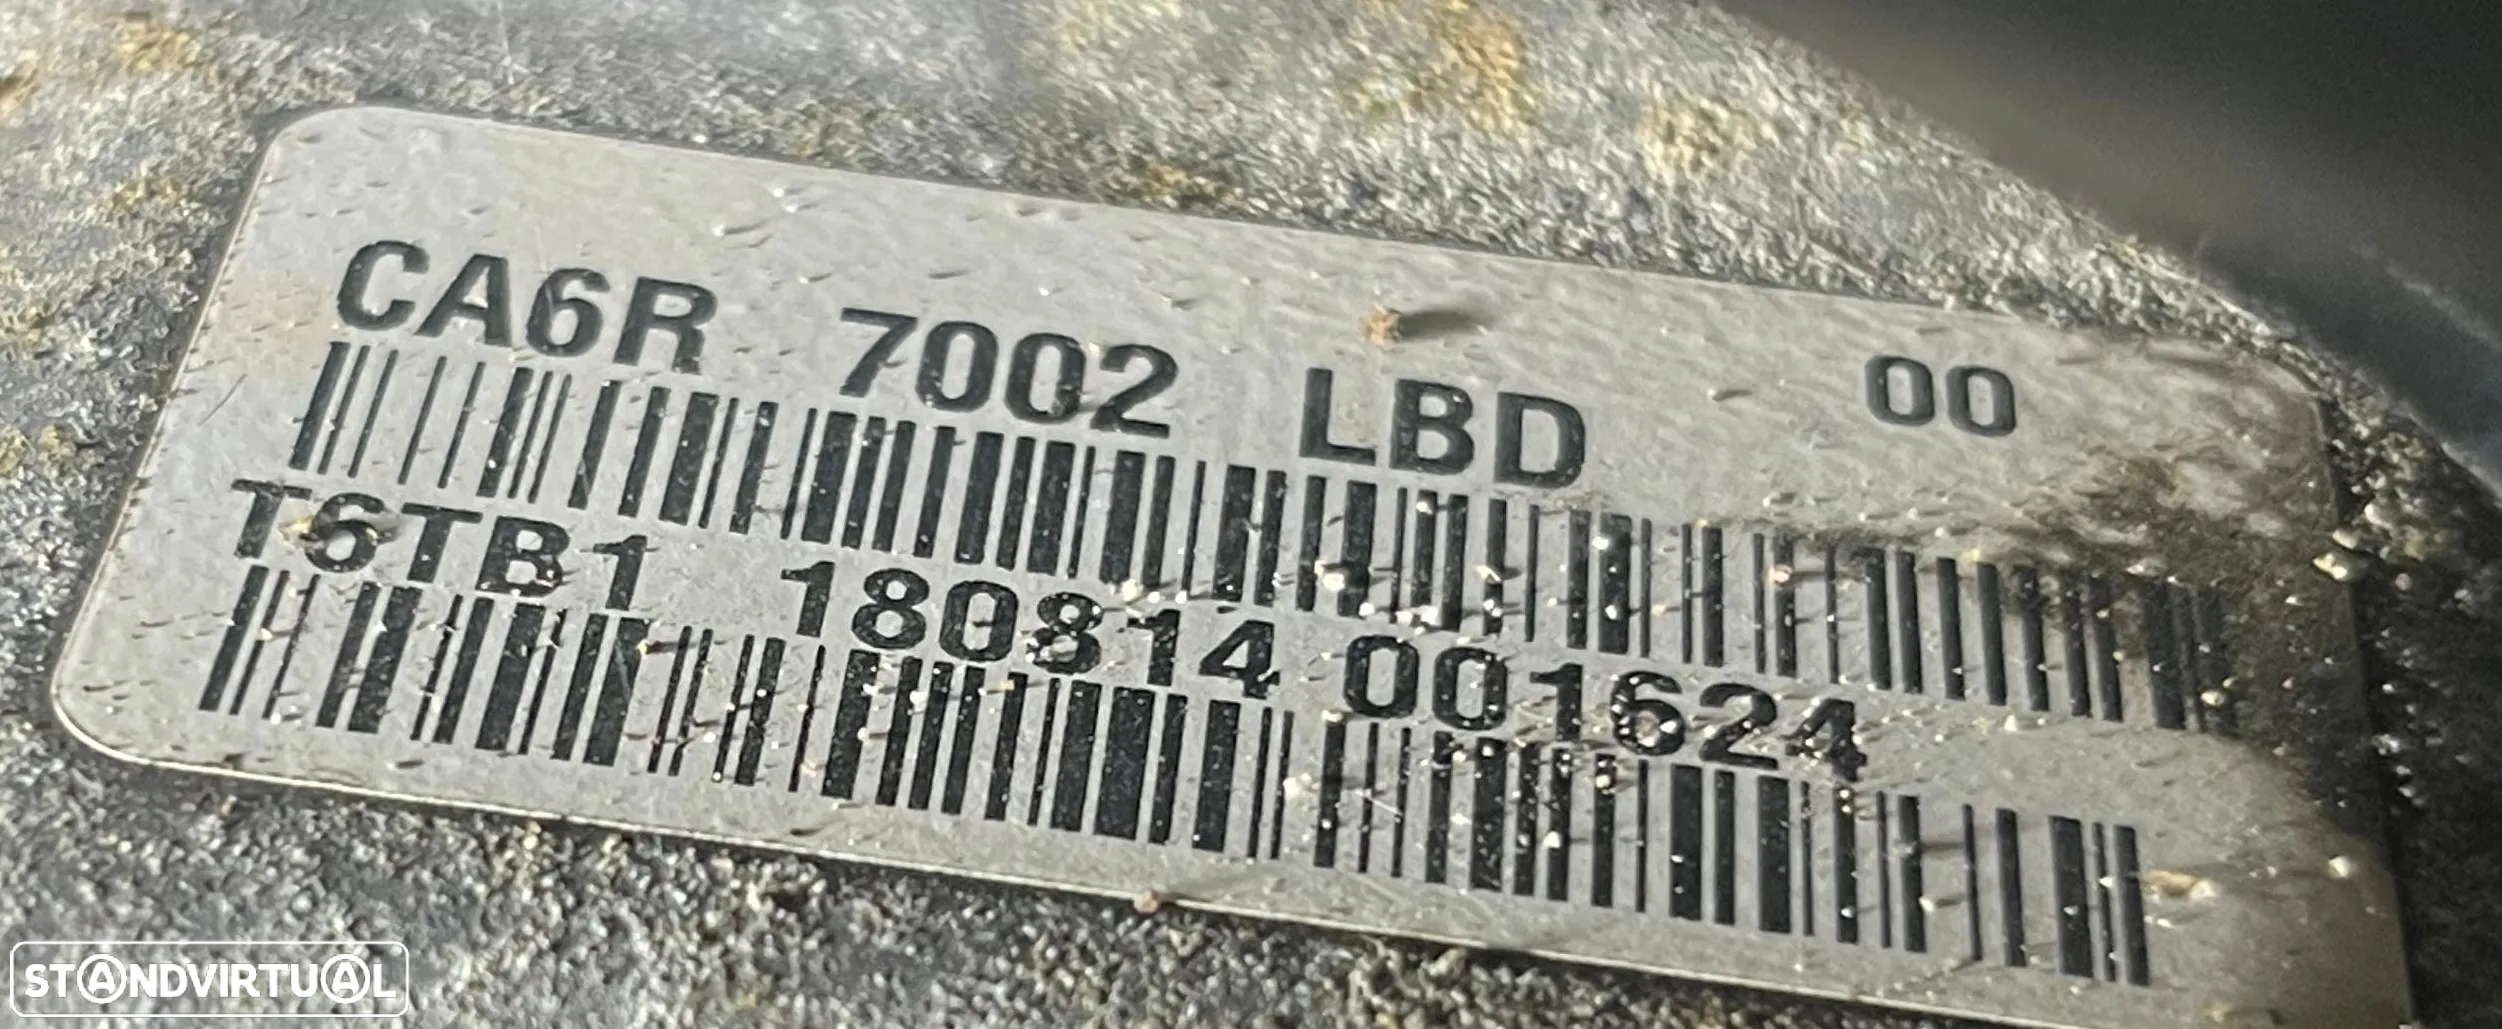 CA6R 7002 LBD 00
T6TB1 180814 001624
STANDVIRTUAL